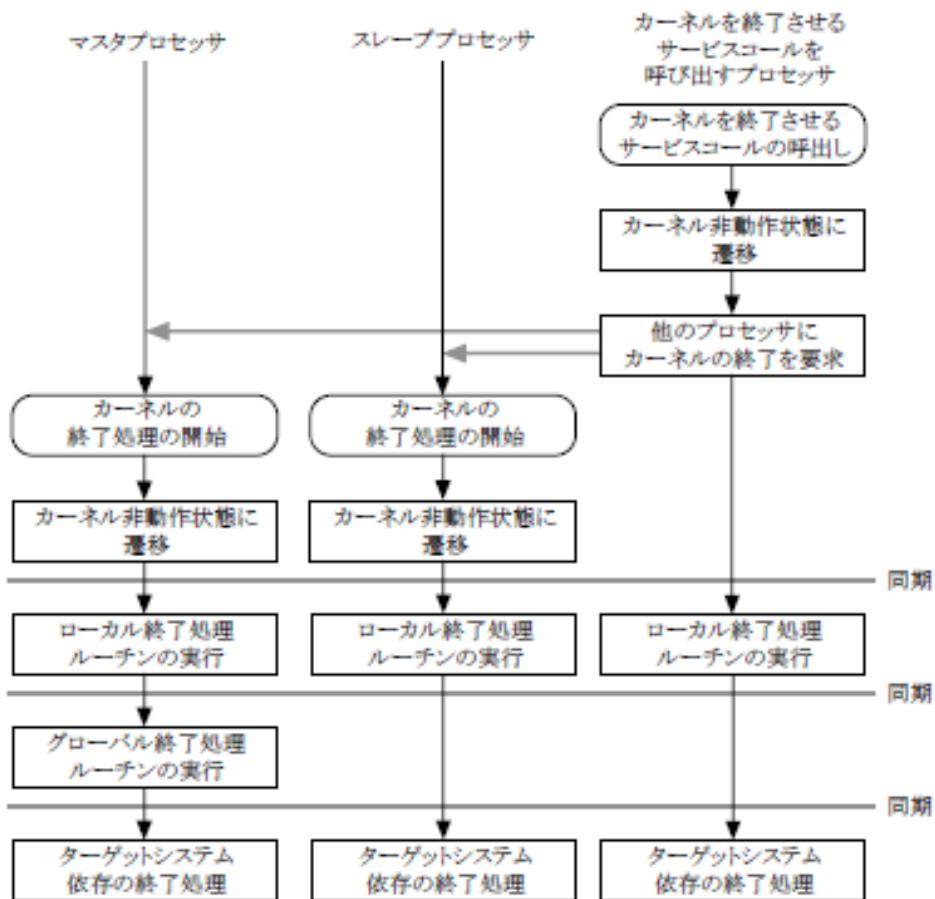 マスタプロセッサ
スレーブプロセッサ
カーネルを終了させる
サービスコールを
呼び出すプロセッサ
カーネルを終了させる
サービスコールの呼出し
カーネル非動作状態に
遷移
他のプロセッサに
カーネルの終了を要求
カーネルの
終了処理の開始
カーネルの
終了処理の開始
カーネル非動作状態に
遷移
カーネル非動作状態に
遷移
同期
ローカル終了処理
ルーチンの実行
ローカル終了処理
ルーチンの実行
ローカル終了処理
ルーチンの実行
同期
グローバル終了処理
ルーチンの実行
同期
ターゲットシステム
依存の終了処理
ターゲットシステム
依存の終了処理
ターゲットシステム
依存の終了処理